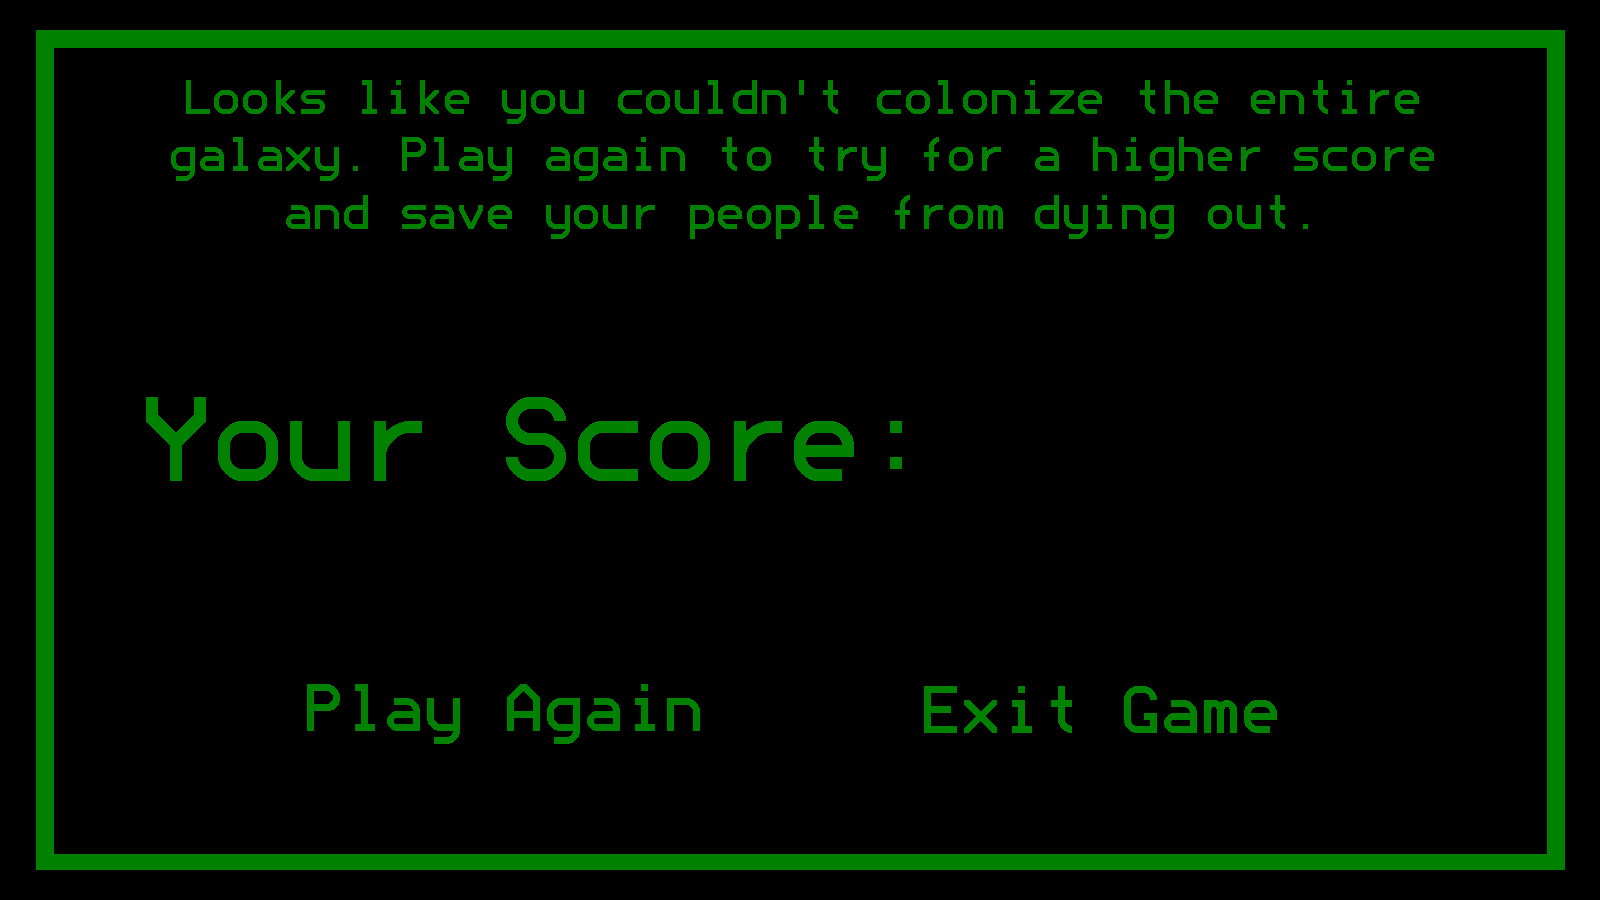 Looks like you couldn't colonize the entire
galaxy. Play again to try for a higher score
and save your people from dying out.
Your Score:
Play Again
Exit Game